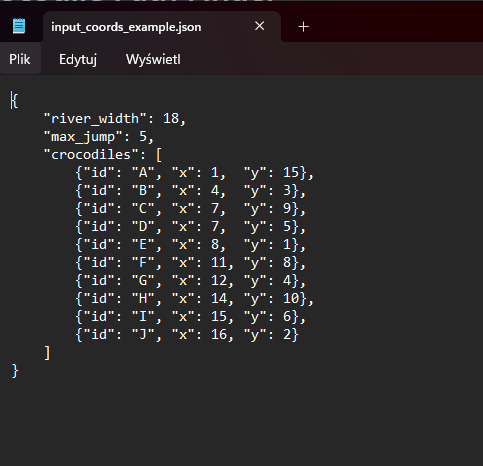 input_coords_example.json
Plik Edytuj Wyświetl
{
    "river_width": 18,
    "max_jump": 5,
    "crocodiles": [
        {"id": "A", "x": 1,  "y": 15},
        {"id": "B", "x": 4,  "y": 3},
        {"id": "C", "x": 7,  "y": 9},
        {"id": "D", "x": 7,  "y": 5},
        {"id": "E", "x": 8,  "y": 1},
        {"id": "F", "x": 11, "y": 8},
        {"id": "G", "x": 12, "y": 4},
        {"id": "H", "x": 14, "y": 10},
        {"id": "I", "x": 15, "y": 6},
        {"id": "J", "x": 16, "y": 2}
    ]
}